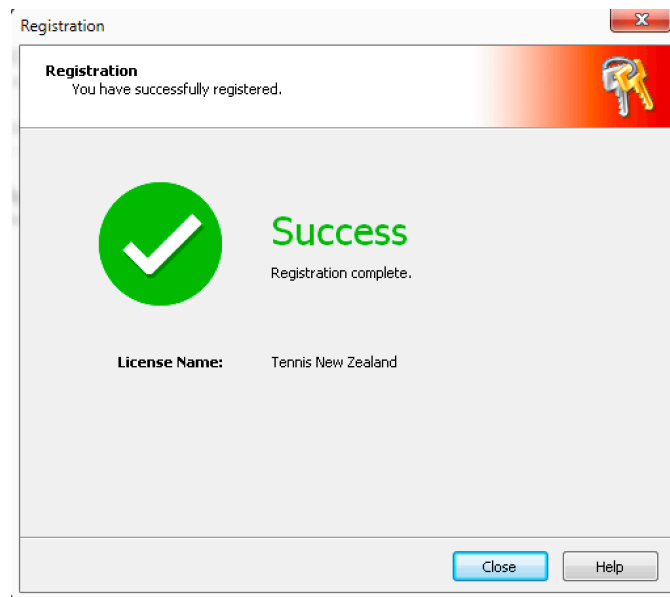 Registration
Registration
You have successfully registered.
Success
Registration complete.
License Name: Tennis New Zealand
Close Help